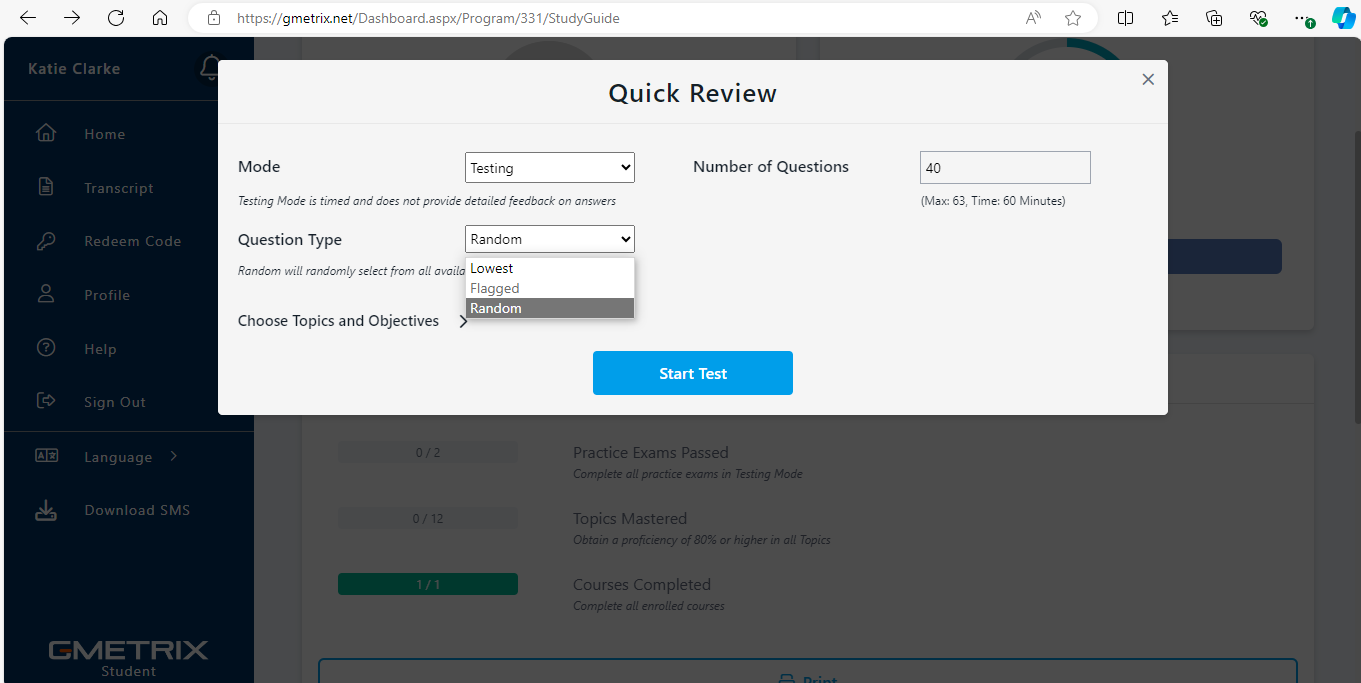 https://gmetrix.net/Dashboard.aspx/Program/331/StudyGuide
Katie Clarke
Home
Transcript
Redeem Code
Profile
Help
Sign Out
Language
Download SMS
GMETRIX
Student
Quick Review
Mode
Testing
Testing Mode is timed and does not provide detailed feedback on answers
Number of Questions
40
(Max: 63, Time: 60 Minutes)
Question Type
Random
Random will randomly select from all availa
Lowest
Flagged
Random
Choose Topics and Objectives
Start Test
0 / 2
Practice Exams Passed
Complete all practice exams in Testing Mode
0 / 12
Topics Mastered
Obtain a proficiency of 80% or higher in all Topics
1 / 1
Courses Completed
Complete all enrolled courses
Print